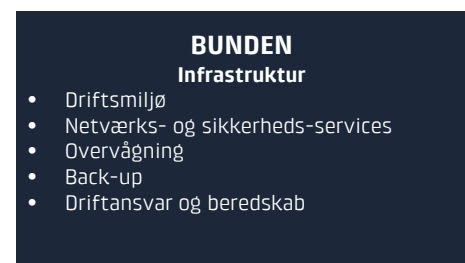 BUNDEN
Infrastruktur
• Driftsmiljø
• Netværks- og sikkerheds-services
• Overvågning
• Back-up
• Driftansvar og beredskab